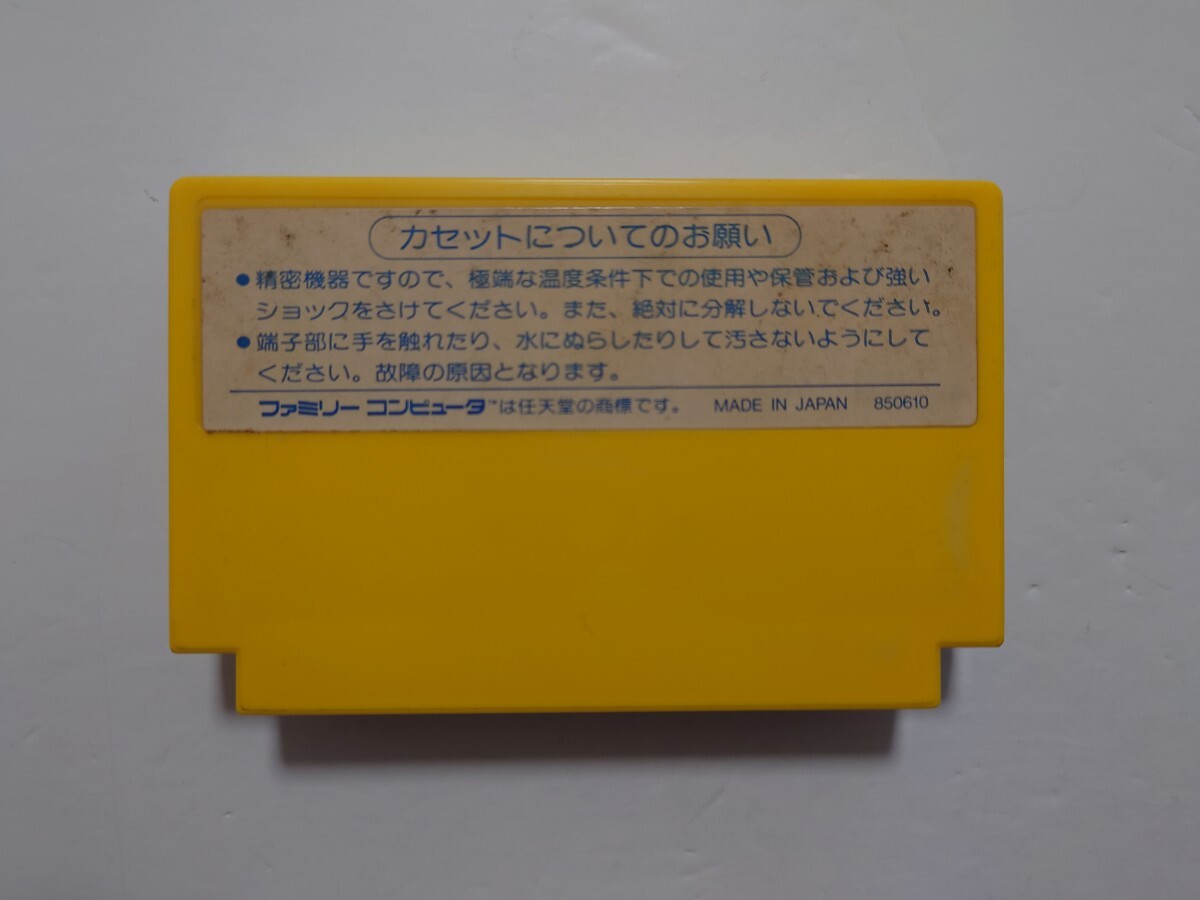 カセットについてのお願い
●精密機器ですので、極端な温度条件下での使用や保管および強い
ショックをさけてください。また、絶対に分解しないでください。
●端子部に手を触れたり、水にぬらしたりして汚さないようにして
ください。故障の原因となります。
ファミリー コンピュータ™は任天堂の商標です。 MADE IN JAPAN 850610